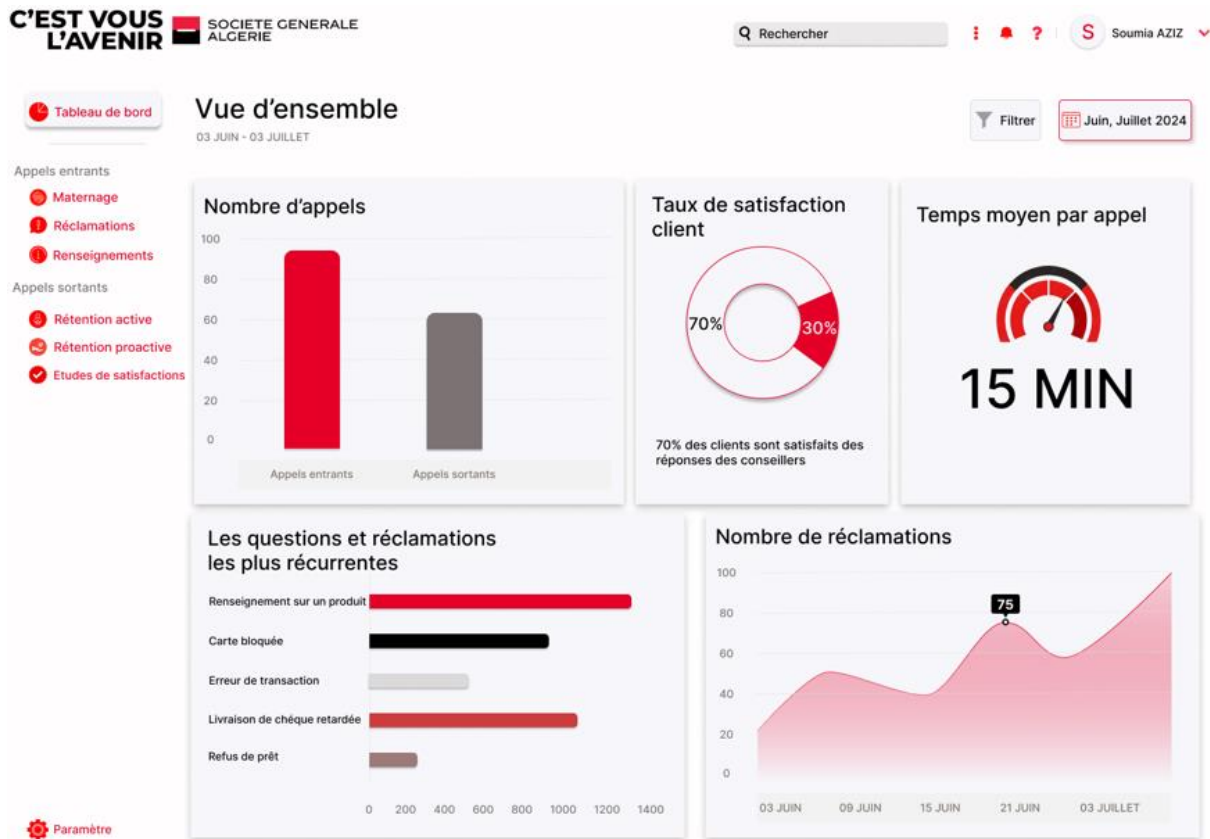 C'EST VOUS
L'AVENIR
SOCIETE GENERALE
ALGERIE
Rechercher
?
S
Soumia AZIZ
Tableau de bord
Vue d'ensemble
03 JUIN - 03 JUILLET
Filtrer
Juin, Juillet 2024
Appels entrants
Maternage
Réclamations
Renseignements
Appels sortants
Rétention active
Rétention proactive
Etudes de satisfactions
Paramètre
Nombre d'appels
100
80
60
40
20
0
Appels entrants
Appels sortants
Taux de satisfaction
client
70%
30%
70% des clients sont satisfaits des
réponses des conseillers
Temps moyen par appel
15 MIN
Les questions et réclamations
les plus récurrentes
Renseignement sur un produit
Carte bloquée
Erreur de transaction
Livraison de chéque retardée
Refus de prêt
0 200 400 600 800 1000 1200 1400
Nombre de réclamations
100
80
60
40
20
0
75
03 JUIN 09 JUIN 15 JUIN 21 JUIN 03 JUILLET